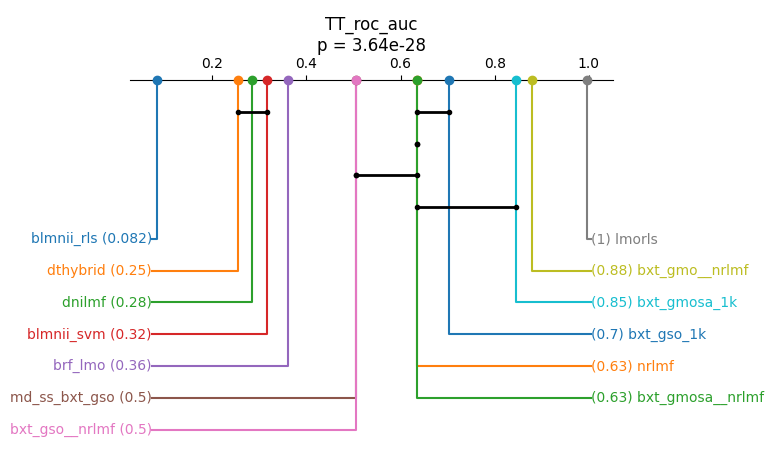 TT_roc_auc
p = 3.64e-28
0.2 0.4 0.6 0.8 1.0
blmnii_rls (0.082) (1) lmorls
dthybrid (0.25) (0.88) bxt_gmo__nrlmf
dnilmf (0.28) (0.85) bxt_gmosa_1k
blmnii_svm (0.32) (0.7) bxt_gso_1k
brf_lmo (0.36) (0.63) nrlmf
md_ss_bxt_gso (0.5) (0.63) bxt_gmosa__nrlmf
bxt_gso__nrlmf (0.5)